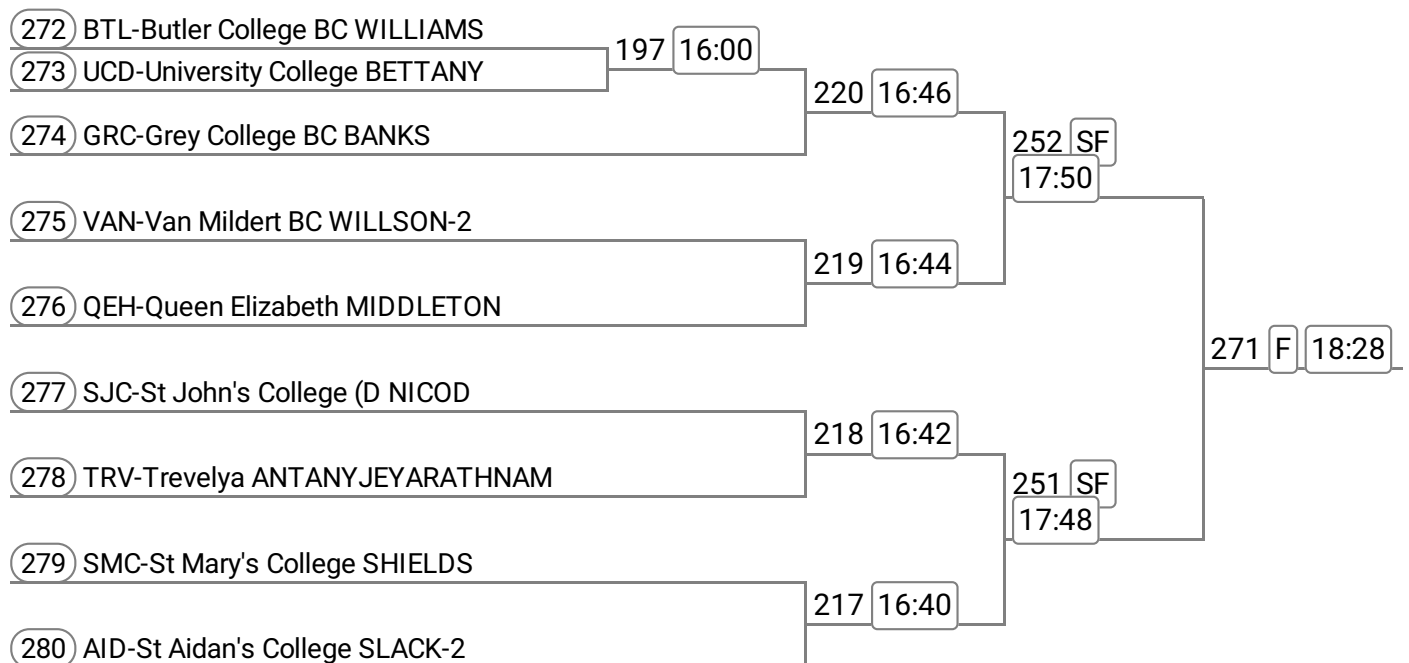 272 BTL-Butler College BC WILLIAMS
197 16:00
273 UCD-University College BETTANY
220 16:46
274 GRC-Grey College BC BANKS
252 SF
17:50
275 VAN-Van Mildert BC WILLSON-2
219 16:44
276 QEH-Queen Elizabeth MIDDLETON
271 F 18:28
277 SJC-St John's College (D NICOD
218 16:42
278 TRV-Trevelya ANTANYJEYARATHNAM
251 SF
17:48
279 SMC-St Mary's College SHIELDS
217 16:40
280 AID-St Aidan's College SLACK-2